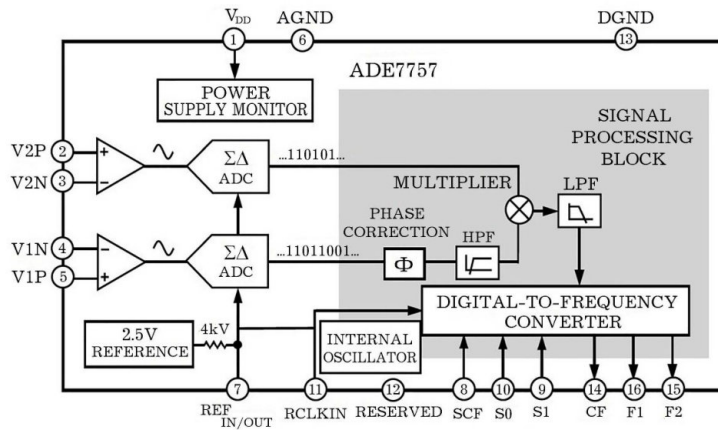 V_DD AGND DGND
1 6 13
ADE7757
POWER
SUPPLY MONITOR
SIGNAL
PROCESSING
BLOCK
V2P 2 +
V2N 3 −
ΣΔ
ADC
...110101...
MULTIPLIER
LPF
PHASE
CORRECTION
HPF
V1N 4 −
V1P 5 +
ΣΔ
ADC
...11011001...
Φ
2.5V
REFERENCE
4kV
INTERNAL
OSCILLATOR
DIGITAL-TO-FREQUENCY
CONVERTER
7 11 12 8 10 9 14 16 15
REF IN/OUT RCLKIN RESERVED SCF S0 S1 CF F1 F2